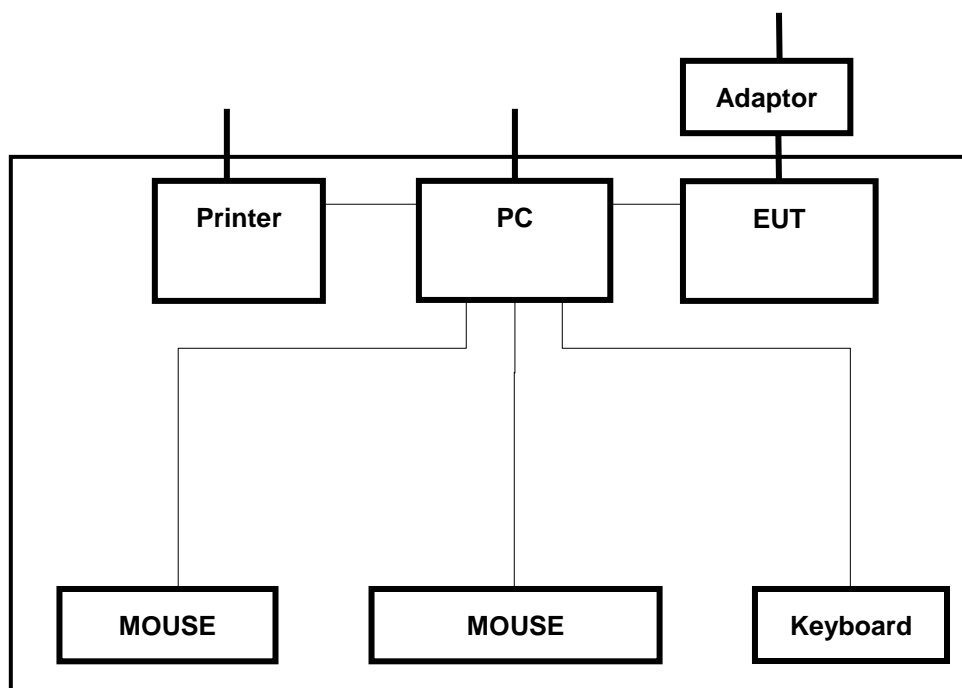 Adaptor
Printer
PC
EUT
MOUSE
MOUSE
Keyboard